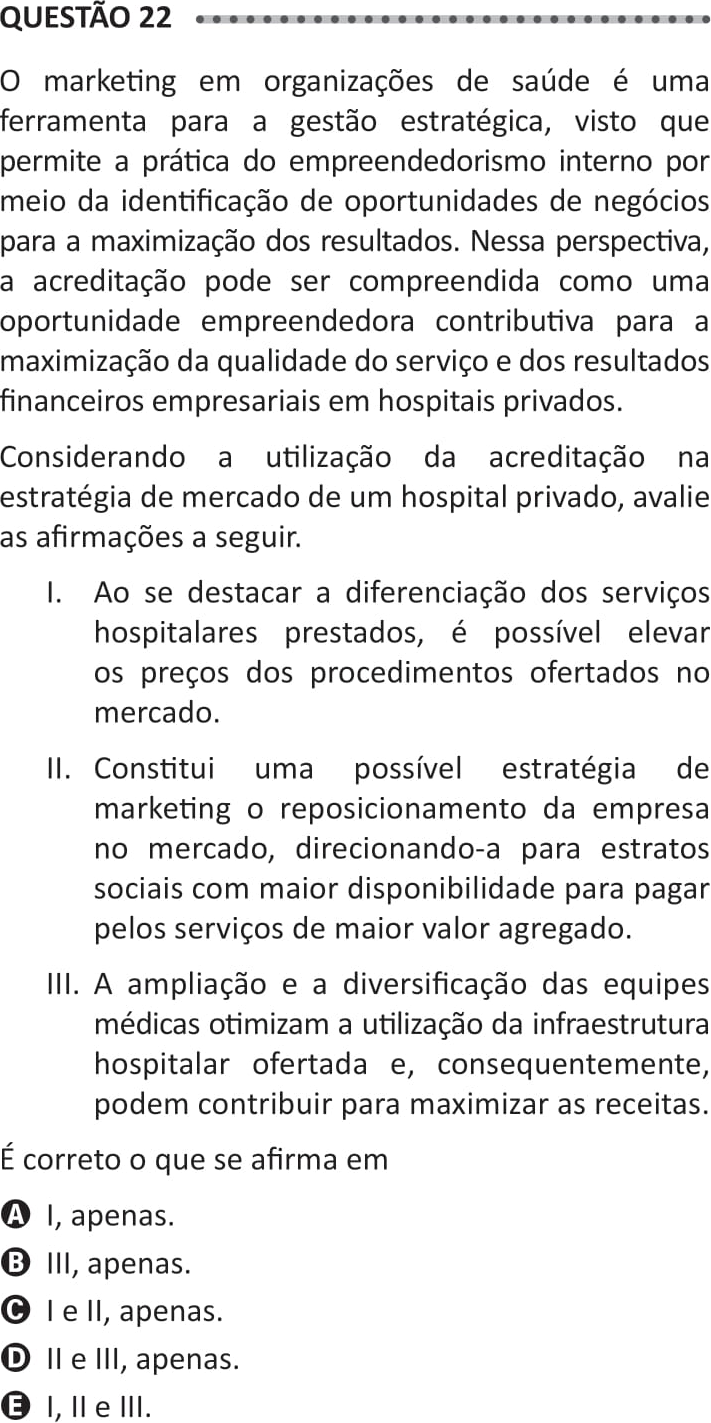 QUESTÃO 22
O marketing em organizações de saúde é uma
ferramenta para a gestão estratégica, visto que
permite a prática do empreendedorismo interno por
meio da identificação de oportunidades de negócios
para a maximização dos resultados. Nessa perspectiva,
a acreditação pode ser compreendida como uma
oportunidade empreendedora contributiva para a
maximização da qualidade do serviço e dos resultados
financeiros empresariais em hospitais privados.
Considerando a utilização da acreditação na
estratégia de mercado de um hospital privado, avalie
as afirmações a seguir.
I. Ao se destacar a diferenciação dos serviços
hospitalares prestados, é possível elevar
os preços dos procedimentos ofertados no
mercado.
II. Constitui uma possível estratégia de
marketing o reposicionamento da empresa
no mercado, direcionando-a para estratos
sociais com maior disponibilidade para pagar
pelos serviços de maior valor agregado.
III. A ampliação e a diversificação das equipes
médicas otimizam a utilização da infraestrutura
hospitalar ofertada e, consequentemente,
podem contribuir para maximizar as receitas.
É correto o que se afirma em
A I, apenas.
B III, apenas.
C I e II, apenas.
D II e III, apenas.
E I, II e III.